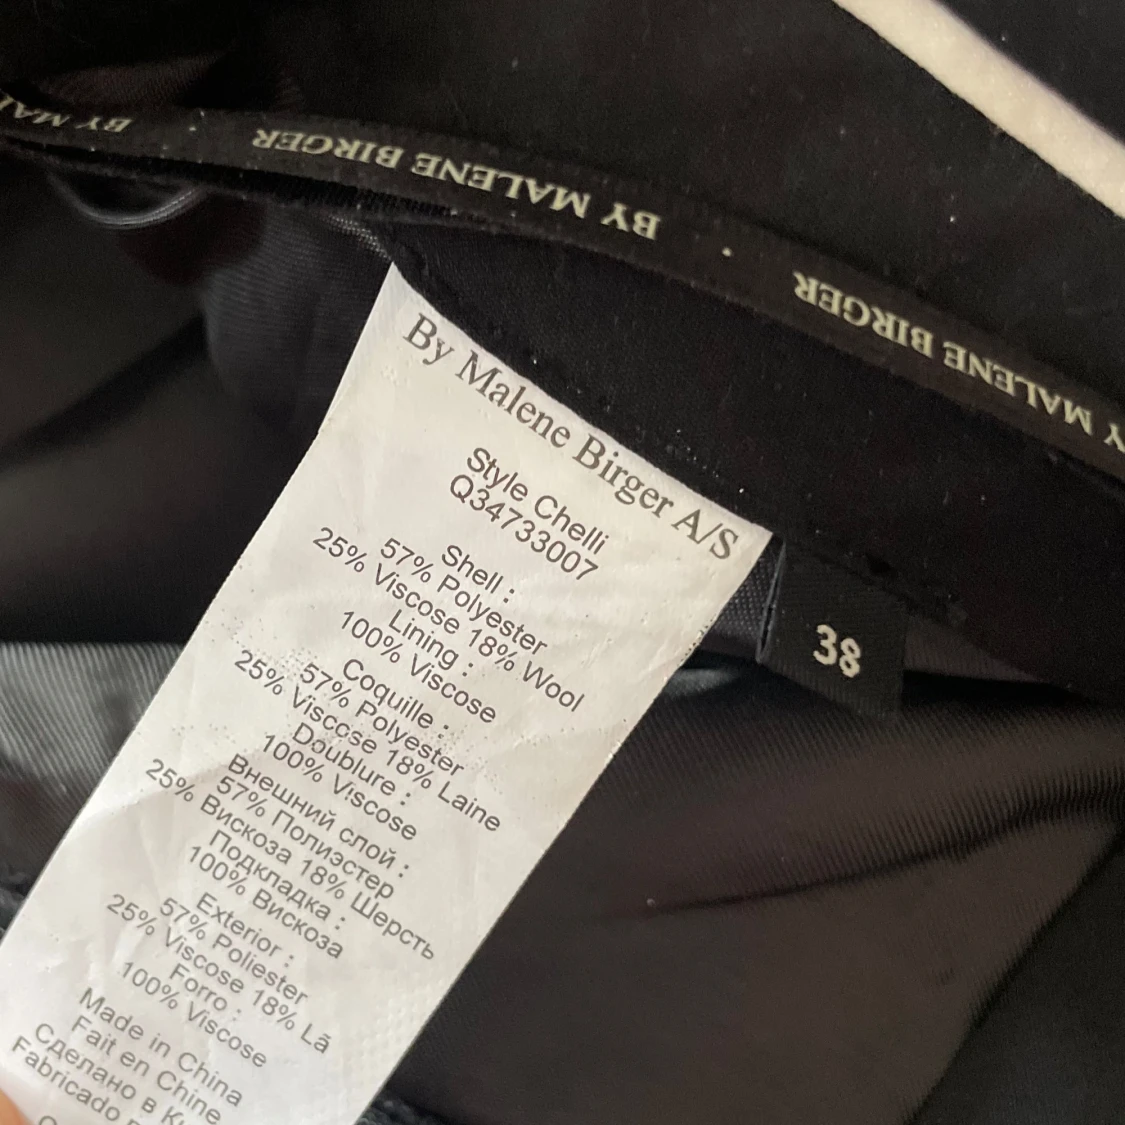 BY MAL
BY MALENE BIRGER · BY MALENE BIRGER
By Malene Birger A/S
Style Chelli
Q34733007
Shell :
57% Polyester
25% Viscose 18% Wool
Lining :
100% Viscose
Coquille :
57% Polyester
25% Viscose 18% Laine
Doublure :
100% Viscose
Внешний слой :
57% Полиэстер
25% Вискоза 18% Шерсть
Подкладка :
100% Вискоза
Exterior :
57% Poliester
25% Viscose 18% Lã
Forro :
100% Viscose
Made in China
Fait en Chine
Сделано в
Fabricado
38